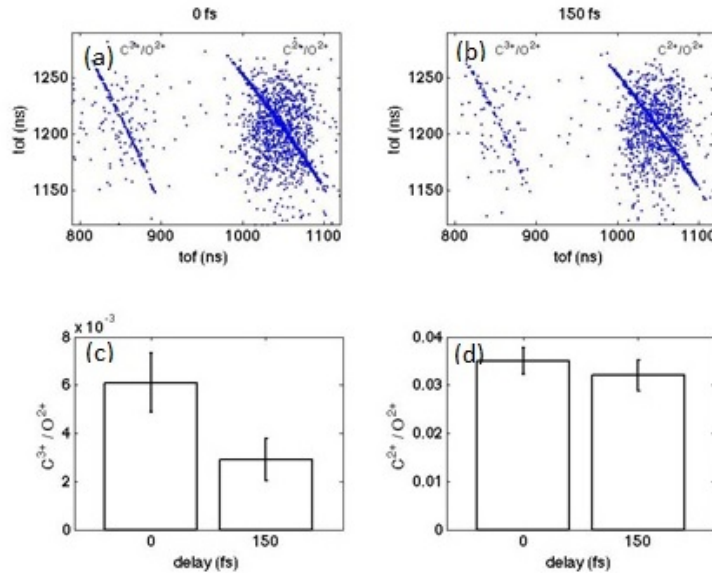 0 fs
150 fs
(a) C³⁺/O²⁺ C²⁺/O²⁺
(b) C³⁺/O²⁺ C²⁺/O²⁺
tof (ns)
1250
1200
1150
800 900 1000 1100
tof (ns)
tof (ns)
1250
1200
1150
800 900 1000 1100
tof (ns)
x 10⁻³
(c)
C³⁺ / O²⁺
8
6
4
2
0
0 150
delay (fs)
(d)
C²⁺ / O²⁺
0.04
0.03
0.02
0.01
0
0 150
delay (fs)